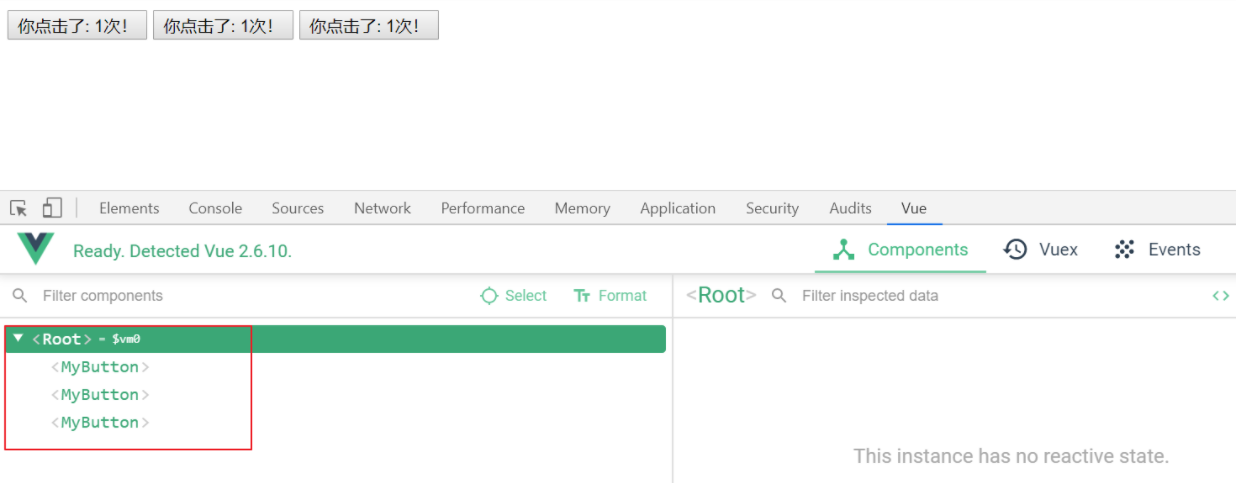 你点击了: 1次! 你点击了: 1次! 你点击了: 1次!
Elements Console Sources Network Performance Memory Application Security Audits Vue
Ready. Detected Vue 2.6.10. Components Vuex Events
Filter components Select Format <Root> Filter inspected data
<Root> = $vm0
<MyButton>
<MyButton>
<MyButton>
This instance has no reactive state.